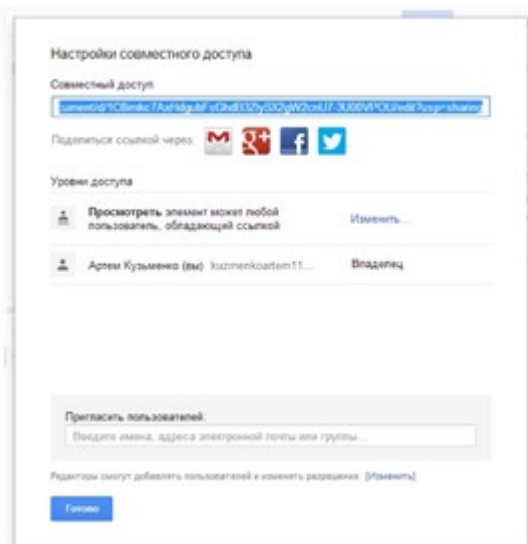 Настройки совместного доступа
Совместный доступ
Поделиться ссылкой через:
Уровни доступа
Просмотреть элемент может любой
пользователь, обладающий ссылкой
Изменить...
Артем Кузьменко (вы) kuzmenkoartem11...
Владелец
Пригласить пользователей:
Введите имена, адреса электронной почты или группы...
Редакторы смогут добавлять пользователей и изменять разрешения. [Изменить]
Готово